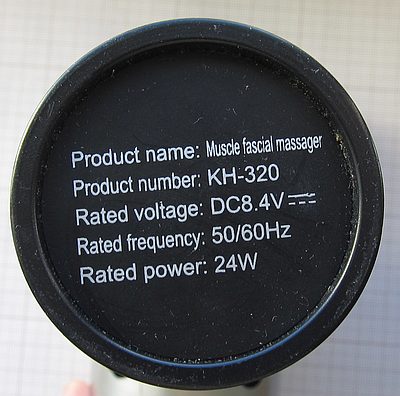 Product name: Muscle fascial massager
Product number: KH-320
Rated voltage: DC8.4V⎓
Rated frequency: 50/60Hz
Rated power: 24W